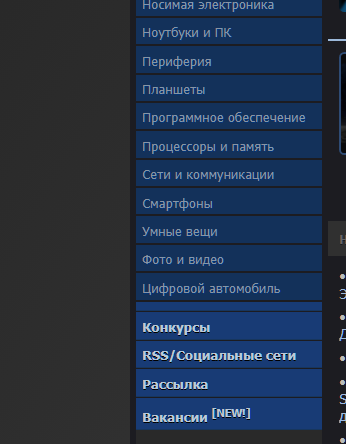 Носимая электроника
Ноутбуки и ПК
Периферия
Планшеты
Программное обеспечение
Процессоры и память
Сети и коммуникации
Смартфоны
Умные вещи
Фото и видео
Цифровой автомобиль
Конкурсы
RSS/Социальные сети
Рассылка
Вакансии [NEW!]